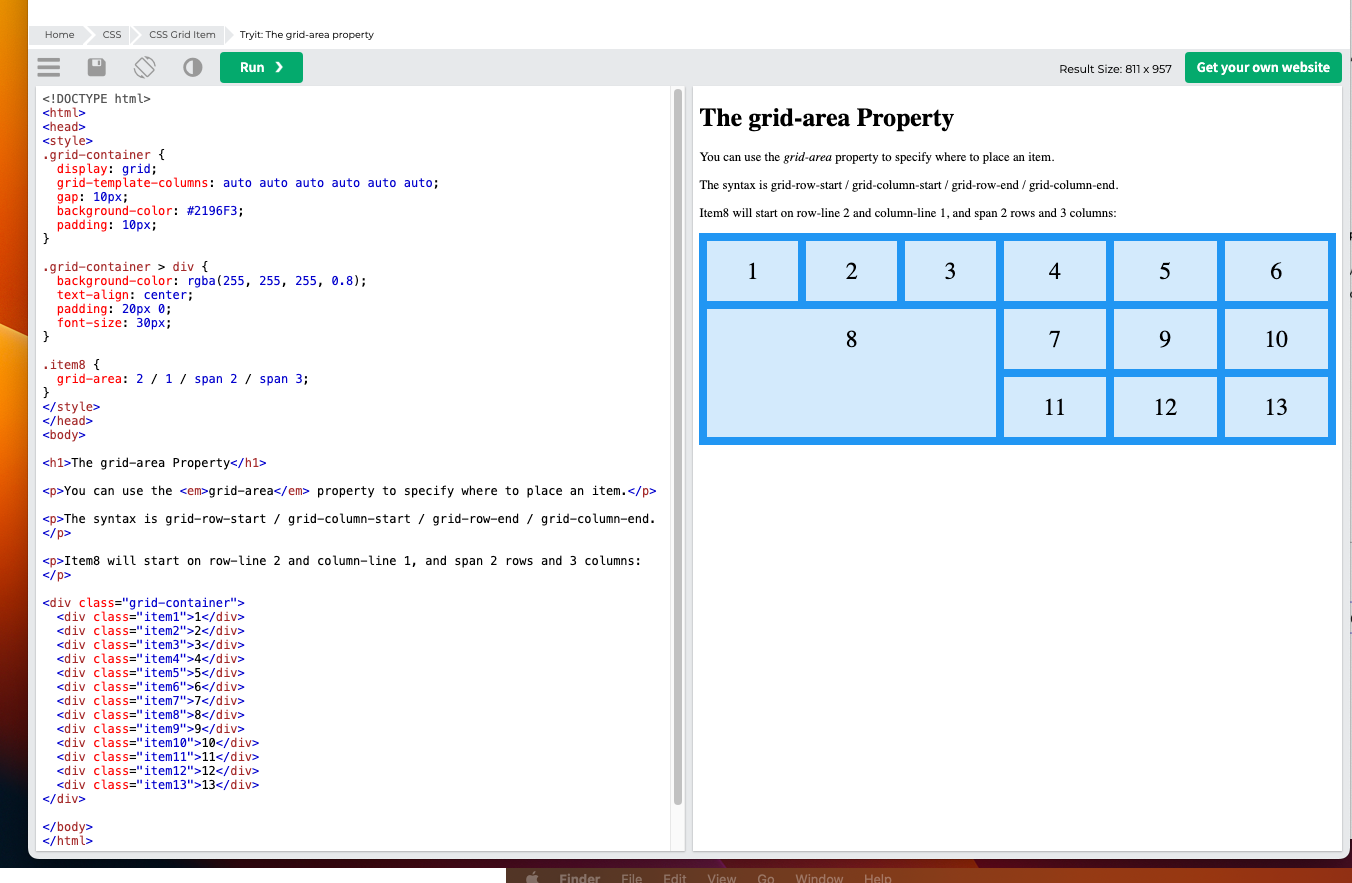 Home CSS CSS Grid Item Tryit: The grid-area property
Run ❯ Result Size: 811 x 957 Get your own website
<!DOCTYPE html>
<html>
<head>
<style>
.grid-container {
  display: grid;
  grid-template-columns: auto auto auto auto auto auto;
  gap: 10px;
  background-color: #2196F3;
  padding: 10px;
}

.grid-container > div {
  background-color: rgba(255, 255, 255, 0.8);
  text-align: center;
  padding: 20px 0;
  font-size: 30px;
}

.item8 {
  grid-area: 2 / 1 / span 2 / span 3;
}
</style>
</head>
<body>

<h1>The grid-area Property</h1>

<p>You can use the <em>grid-area</em> property to specify where to place an item.</p>

<p>The syntax is grid-row-start / grid-column-start / grid-row-end / grid-column-end.
</p>

<p>Item8 will start on row-line 2 and column-line 1, and span 2 rows and 3 columns:
</p>

<div class="grid-container">
  <div class="item1">1</div>
  <div class="item2">2</div>
  <div class="item3">3</div>
  <div class="item4">4</div>
  <div class="item5">5</div>
  <div class="item6">6</div>
  <div class="item7">7</div>
  <div class="item8">8</div>
  <div class="item9">9</div>
  <div class="item10">10</div>
  <div class="item11">11</div>
  <div class="item12">12</div>
  <div class="item13">13</div>
</div>

</body>
</html>
The grid-area Property
You can use the grid-area property to specify where to place an item.
The syntax is grid-row-start / grid-column-start / grid-row-end / grid-column-end.
Item8 will start on row-line 2 and column-line 1, and span 2 rows and 3 columns:
1 2 3 4 5 6
8 7 9 10
11 12 13
Finder File Edit View Go Window Help